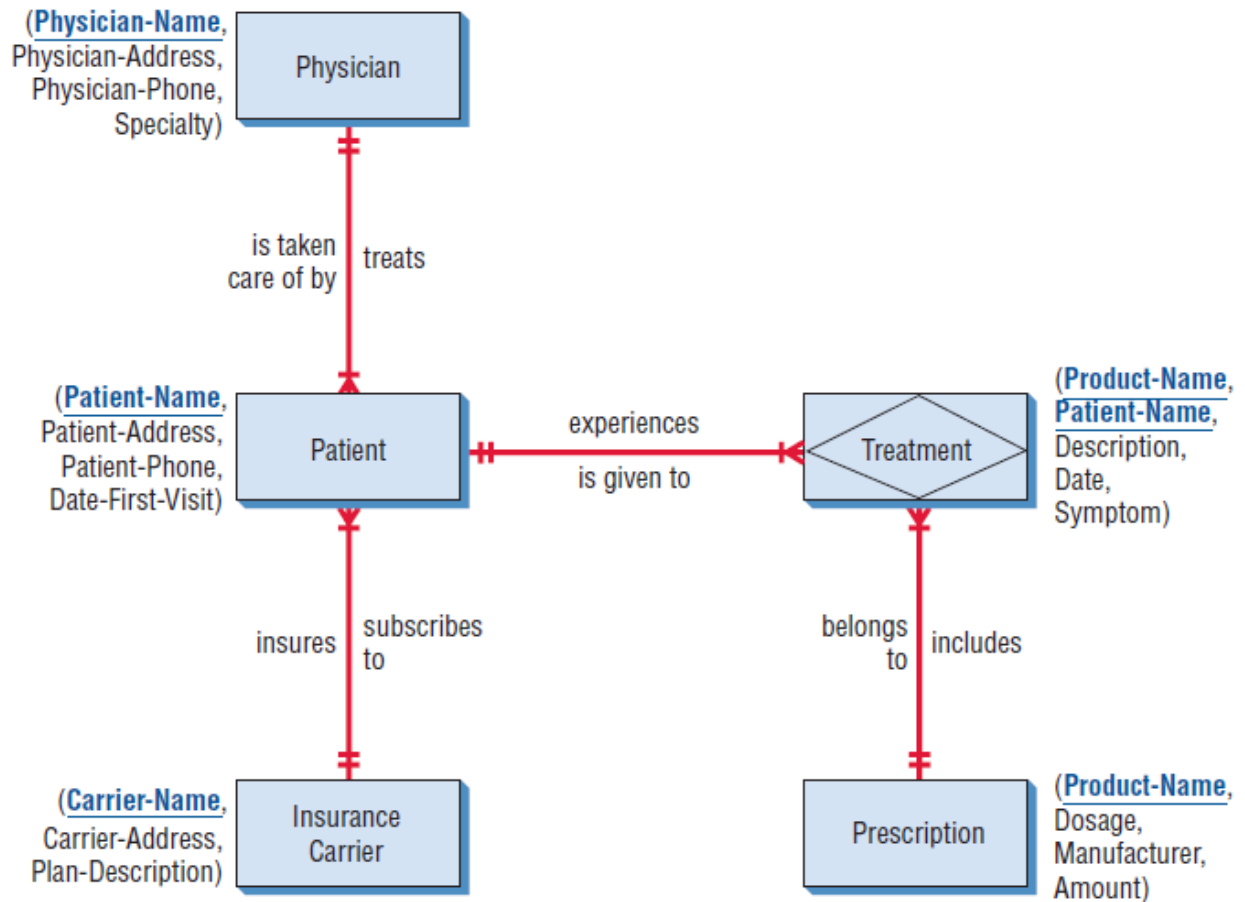 (Physician-Name,
Physician-Address,
Physician-Phone,
Specialty)
Physician
is taken
care of by
treats
(Patient-Name,
Patient-Address,
Patient-Phone,
Date-First-Visit)
Patient
experiences
is given to
Treatment
(Product-Name,
Patient-Name,
Description,
Date,
Symptom)
insures
subscribes
to
belongs
to
includes
(Carrier-Name,
Carrier-Address,
Plan-Description)
Insurance
Carrier
Prescription
(Product-Name,
Dosage,
Manufacturer,
Amount)